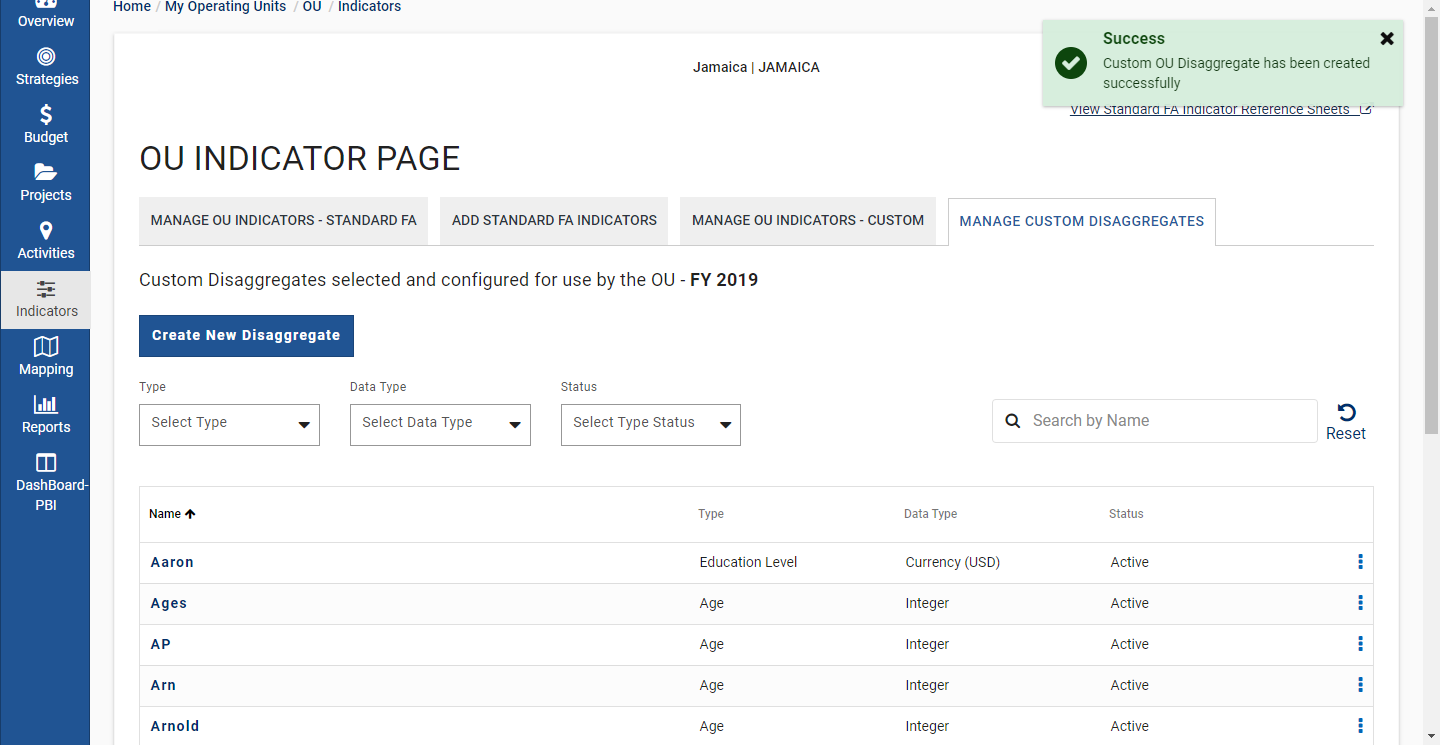 Home / My Operating Units / OU / Indicators
Overview
Strategies
Budget
Projects
Activities
Indicators
Mapping
Reports
DashBoard-
PBI
Jamaica | JAMAICA
Success
Custom OU Disaggregate has been created
successfully
View Standard FA Indicator Reference Sheets
OU INDICATOR PAGE
MANAGE OU INDICATORS - STANDARD FA
ADD STANDARD FA INDICATORS
MANAGE OU INDICATORS - CUSTOM
MANAGE CUSTOM DISAGGREGATES
Custom Disaggregates selected and configured for use by the OU - FY 2019
Create New Disaggregate
Type Data Type Status
Select Type Select Data Type Select Type Status
Search by Name
Reset
Name Type Data Type Status
Aaron Education Level Currency (USD) Active
Ages Age Integer Active
AP Age Integer Active
Arn Age Integer Active
Arnold Age Integer Active